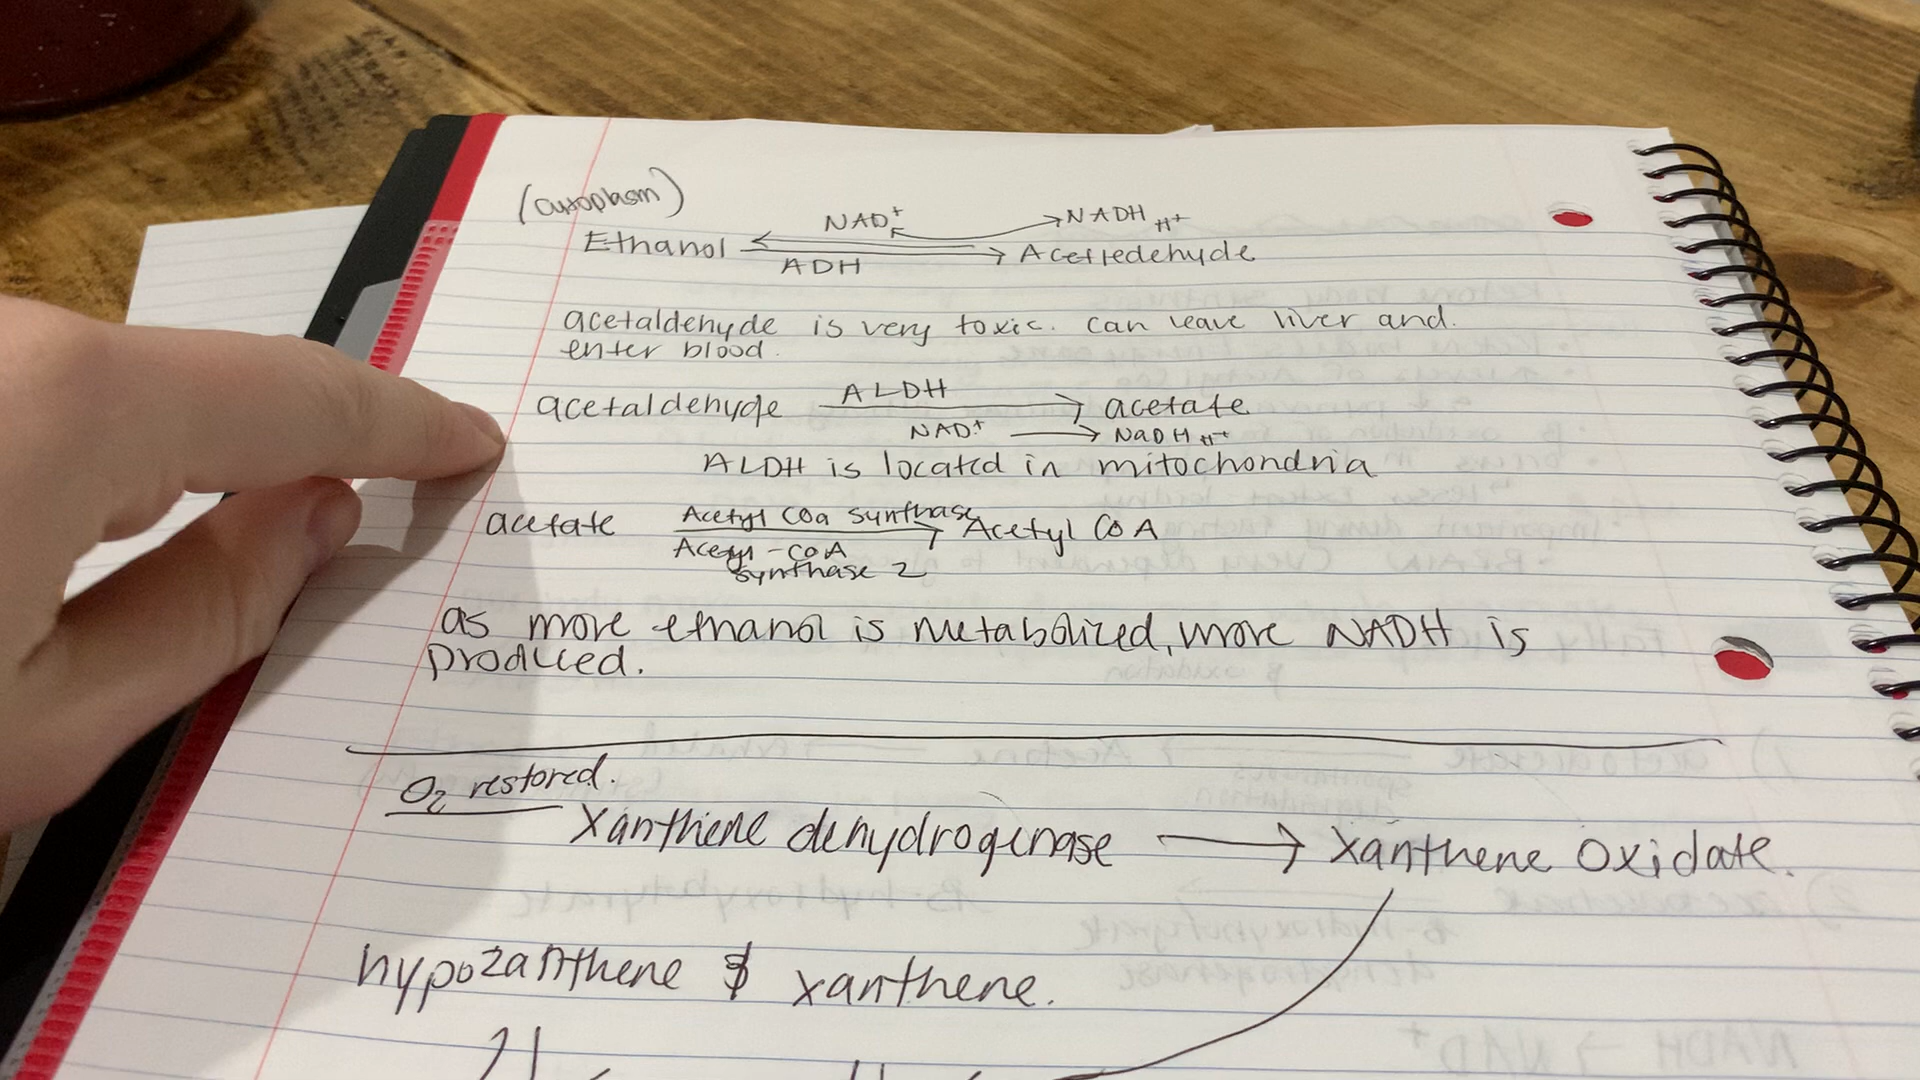 (cytoplasm)
NAD+ NADH H+
Ethanol Acetledehyde
ADH
acetaldehyde is very toxic. can leave liver and.
enter blood.
ALDH
acetaldehyde acetate
NAD+ → NaDH H+
ALDH is located in mitochondria
Acetyl COa synthase
acetate Acetyl COA
Acetyl-COA
synthase 2
as more ethanol is metabolized, more NADH is
produced.
O2 restored.
Xanthiene dehydrogenase → Xanthene Oxidate.
hypozanthene & xanthene.